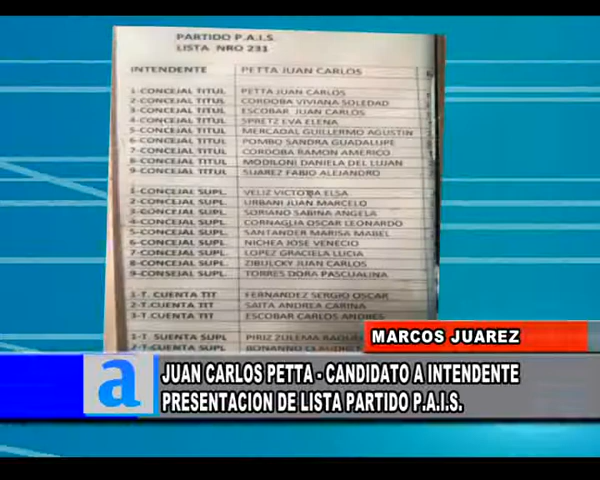 PARTIDO P.A.I.S.
LISTA NRO 231
INTENDENTE PETTA JUAN CARLOS
1-CONCEJAL TITUL PETTA JUAN CARLOS
2-CONCEJAL TITUL CORDOBA VIVIANA SOLEDAD
3-CONCEJAL TITUL ESCOBAR JUAN CARLOS
4-CONCEJAL TITUL SPRETZ EVA ELENA
5-CONCEJAL TITUL MERCADAL GUILLERMO AGUSTIN
6-CONCEJAL TITUL POMBO SANDRA GUADALUPE
7-CONCEJAL TITUL CORDOBA RAMON AMERICO
8-CONCEJAL TITUL MODILONI DANIELA DEL LUJAN
9-CONCEJAL TITUL SUAREZ FABIO ALEJANDRO
1-CONCEJAL SUPL. VELIZ VICTORIA ELSA
2-CONCEJAL SUPL. URBANI JUAN MARCELO
3-CONCEJAL SUPL. SORIANO SABINA ANGELA
4-CONCEJAL SUPL. CORNAGLIA OSCAR LEONARDO
5-CONCEJAL SUPL. SANTANDER MARISA MABEL
6-CONCEJAL SUPL. NICHEA JOSE VENECIO
7-CONCEJAL SUPL. LOPEZ GRACIELA LUCIA
8-CONCEJAL SUPL. ZIBULCKY JUAN CARLOS
9-CONSEJAL SUPL. TORRES DORA PASCUALINA
1-T. CUENTA TIT FERNANDEZ SERGIO OSCAR
2-T. CUENTA TIT SAITA ANDREA CARINA
3-T. CUENTA TIT ESCOBAR CARLOS ANDRES
1-T SUENTA SUPL PIRIZ ZULEMA
2-T-CUENTA SUPL BONANNO
MARCOS JUAREZ
a
JUAN CARLOS PETTA - CANDIDATO A INTENDENTE
PRESENTACION DE LISTA PARTIDO P.A.I.S.